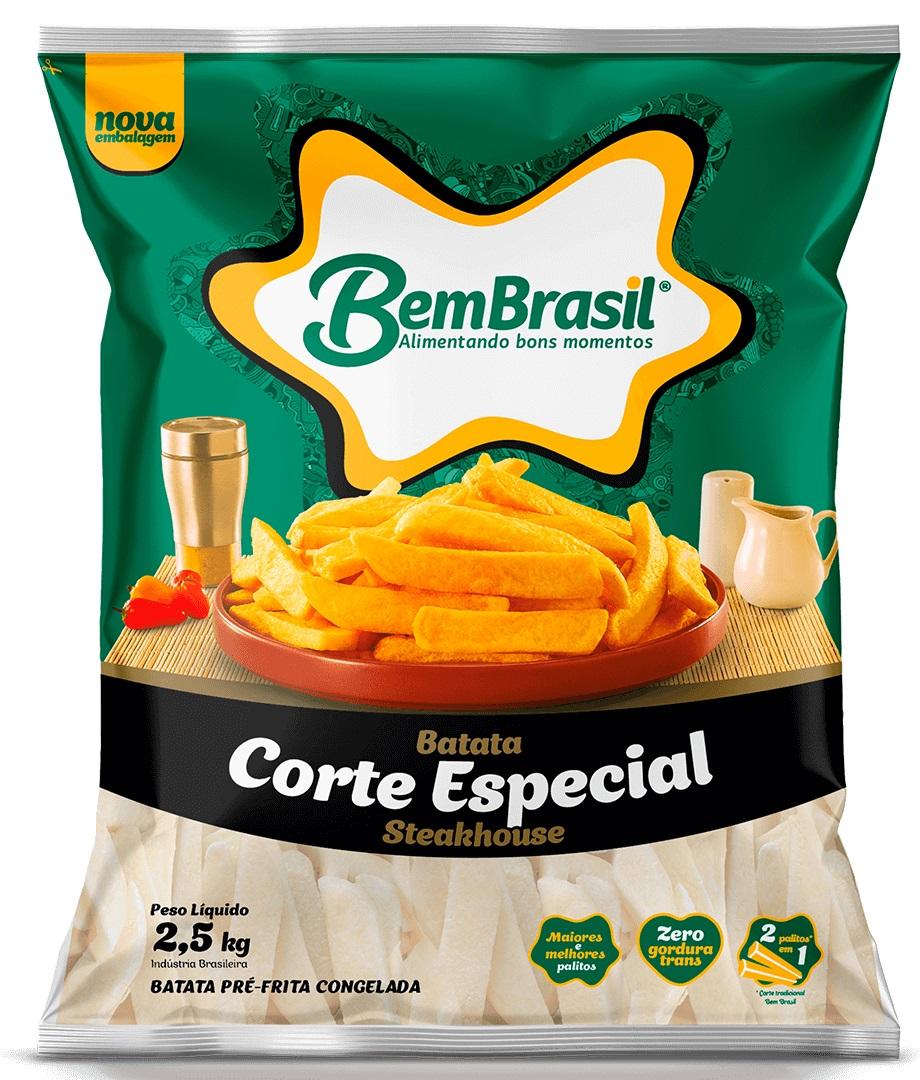 nova
embalagem
BemBrasil®
Alimentando bons momentos
Batata
Corte Especial
Steakhouse
Peso Líquido
2,5 kg
Indústria Brasileira
BATATA PRÉ-FRITA CONGELADA
Maiores
e
melhores
palitos
Zero
gordura
trans
2 palitos*
em 1
*Corte tradicional
Bem Brasil